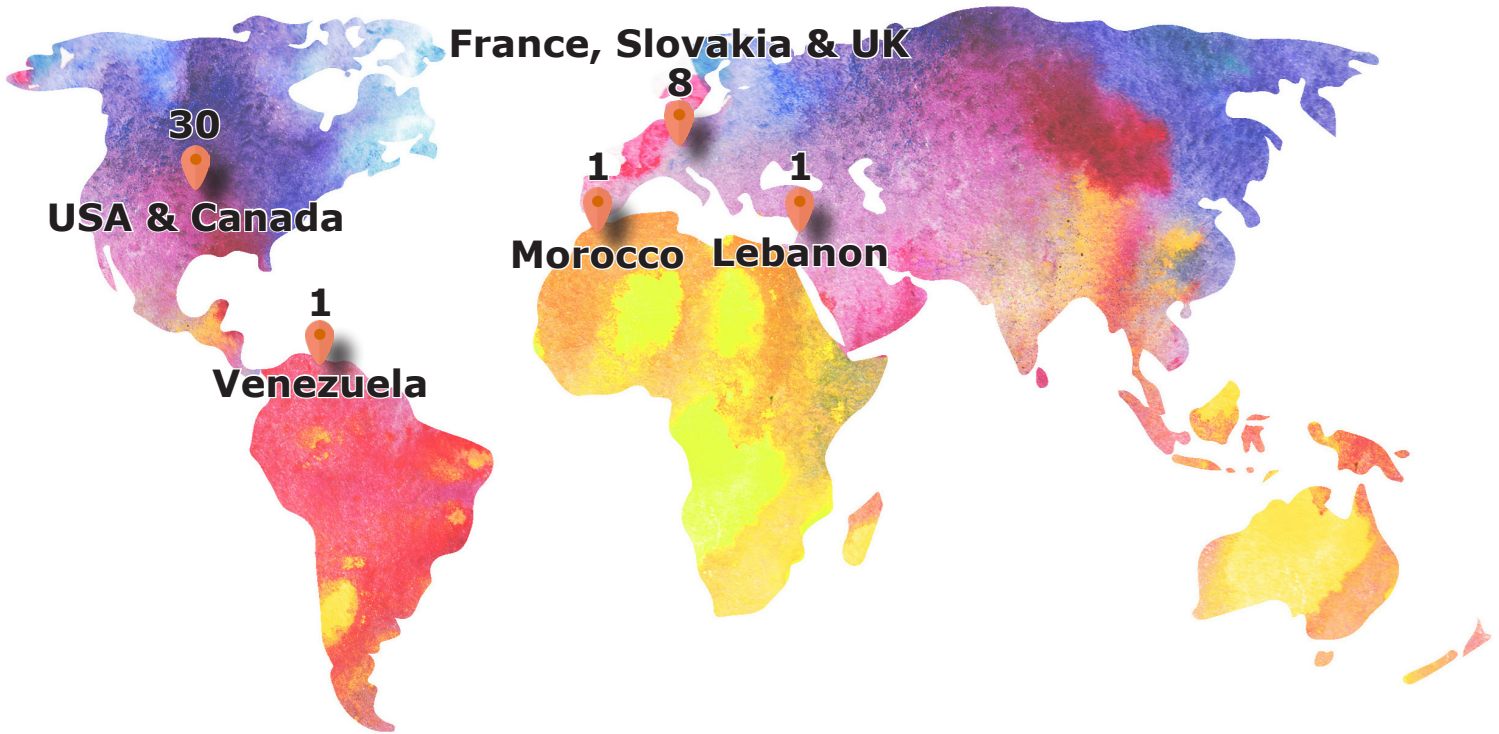 France, Slovakia & UK
8
30
USA & Canada
1
Morocco
1
Lebanon
1
Venezuela